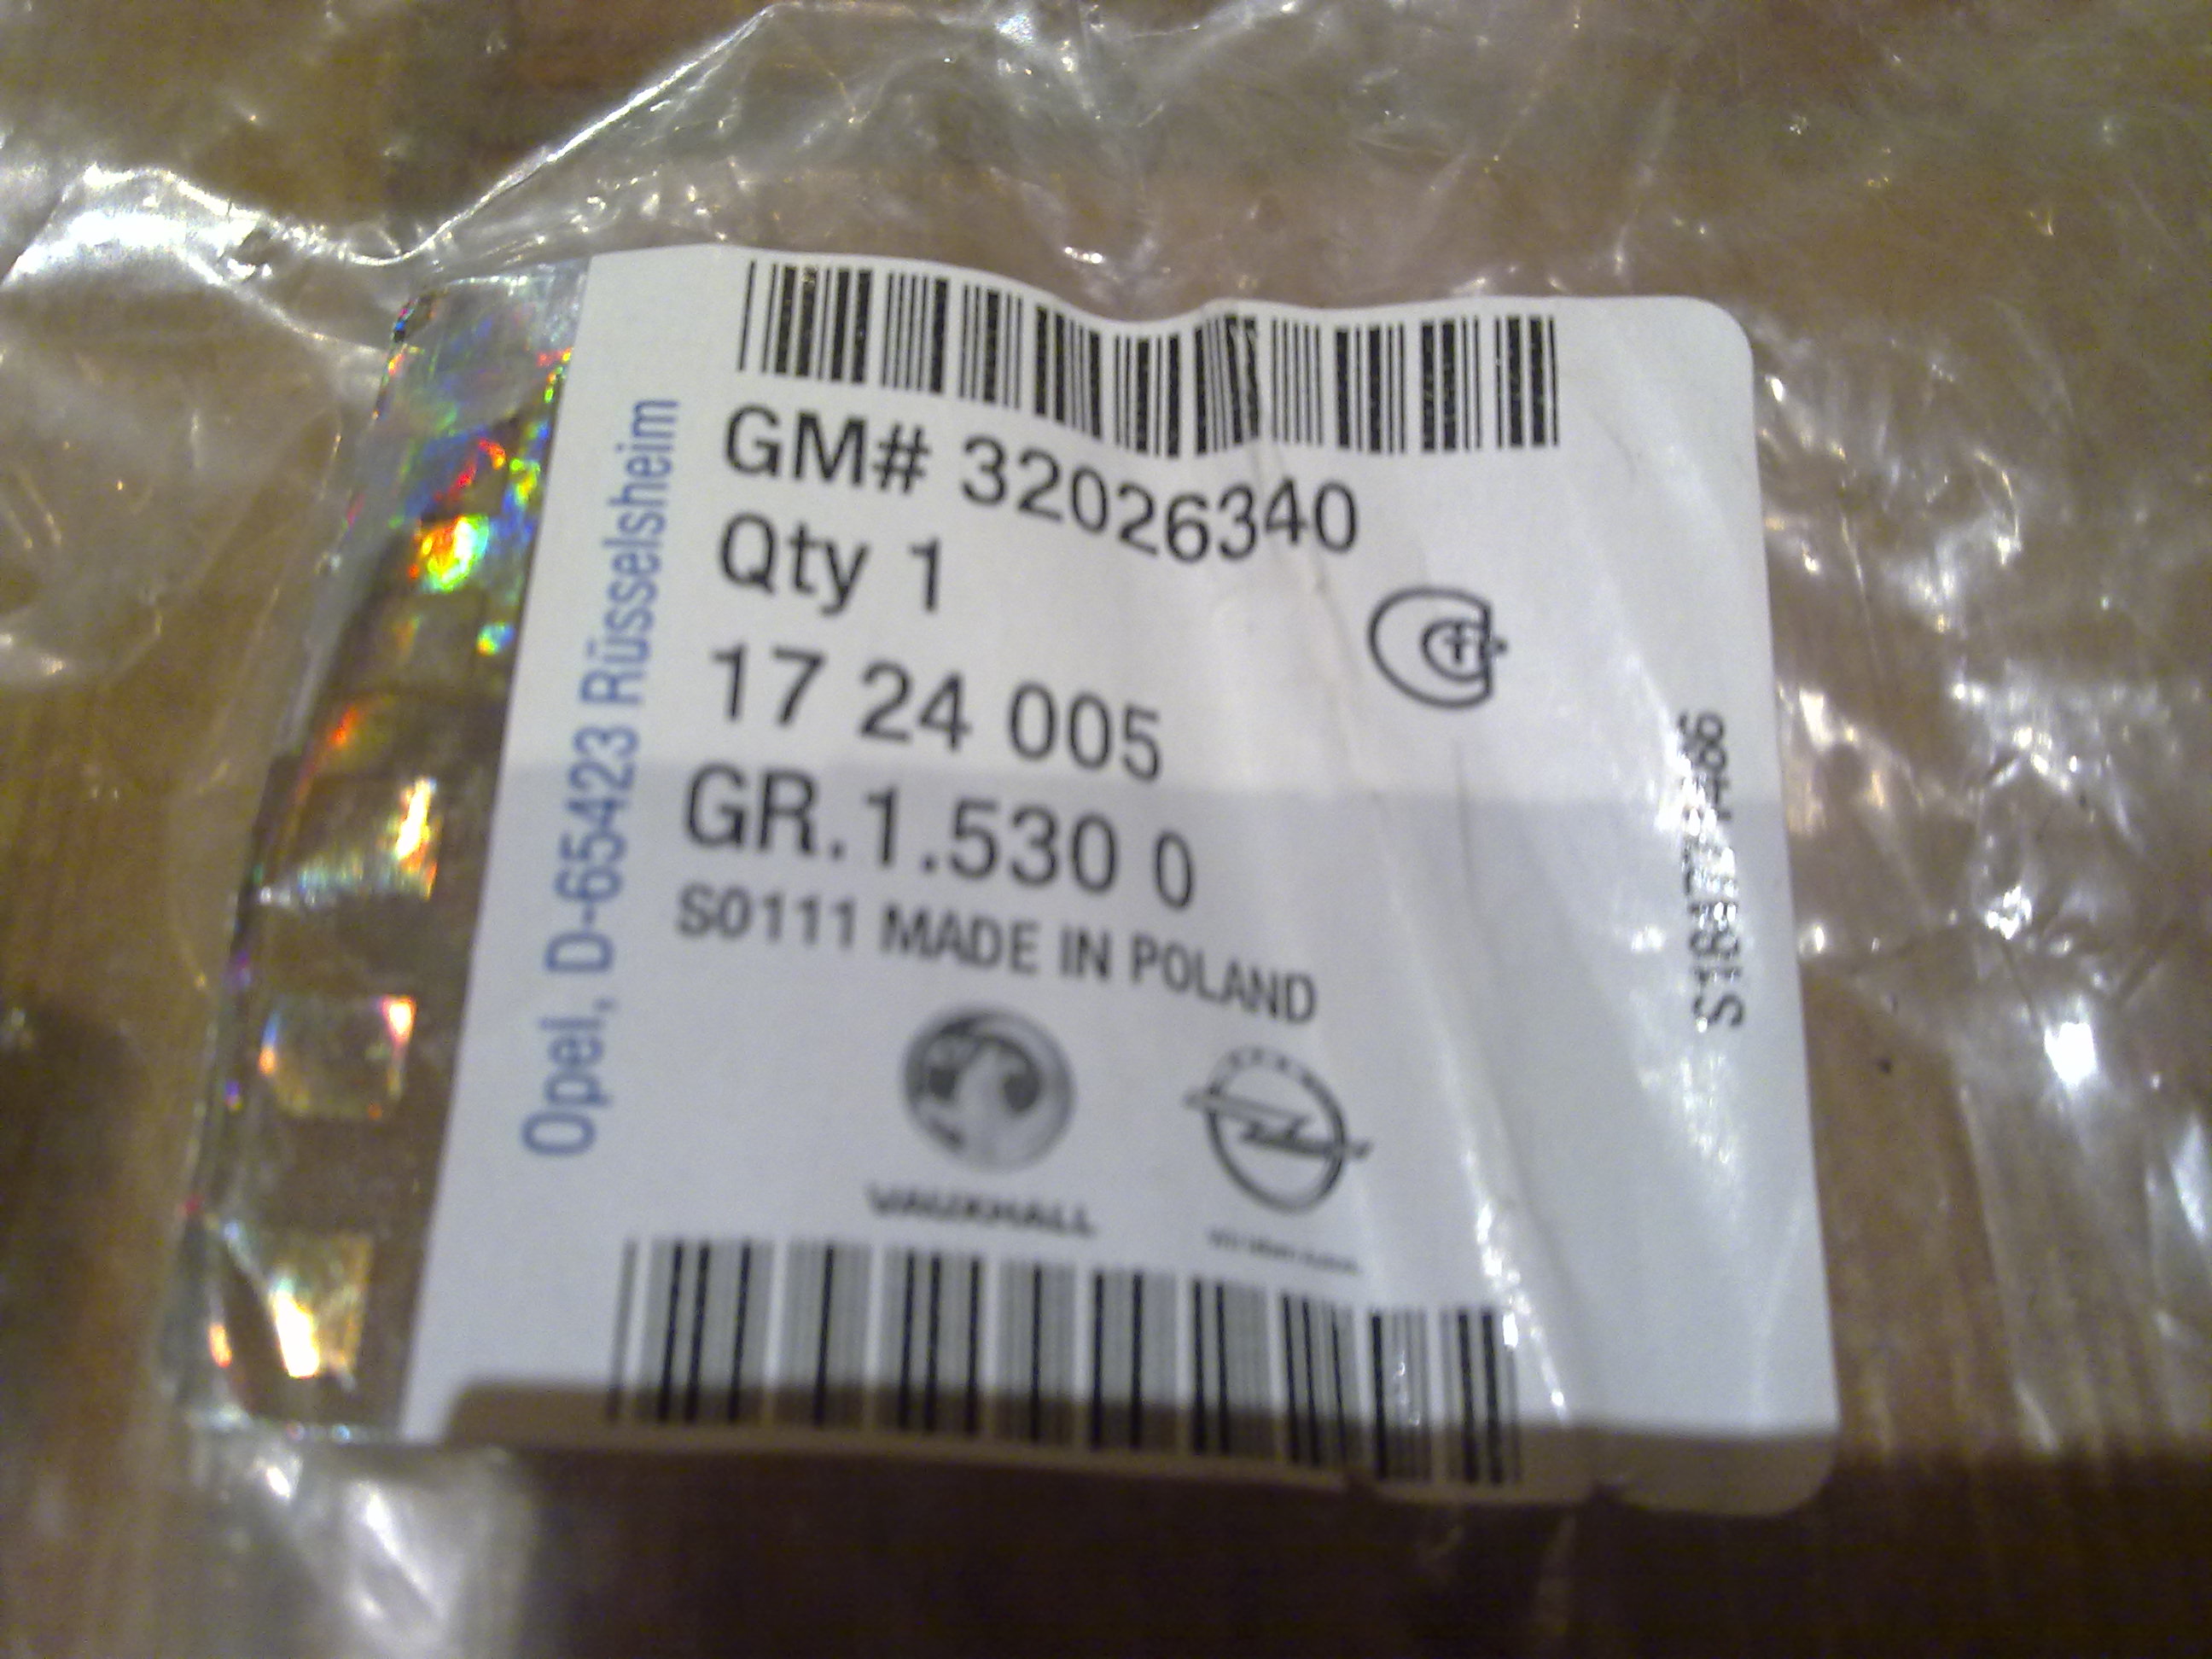 GM# 32026340
Qty 1
17 24 005
GR.1.530 0
S0111 MADE IN POLAND
VAUXHALL
Opel, D-65423 Rüsselsheim